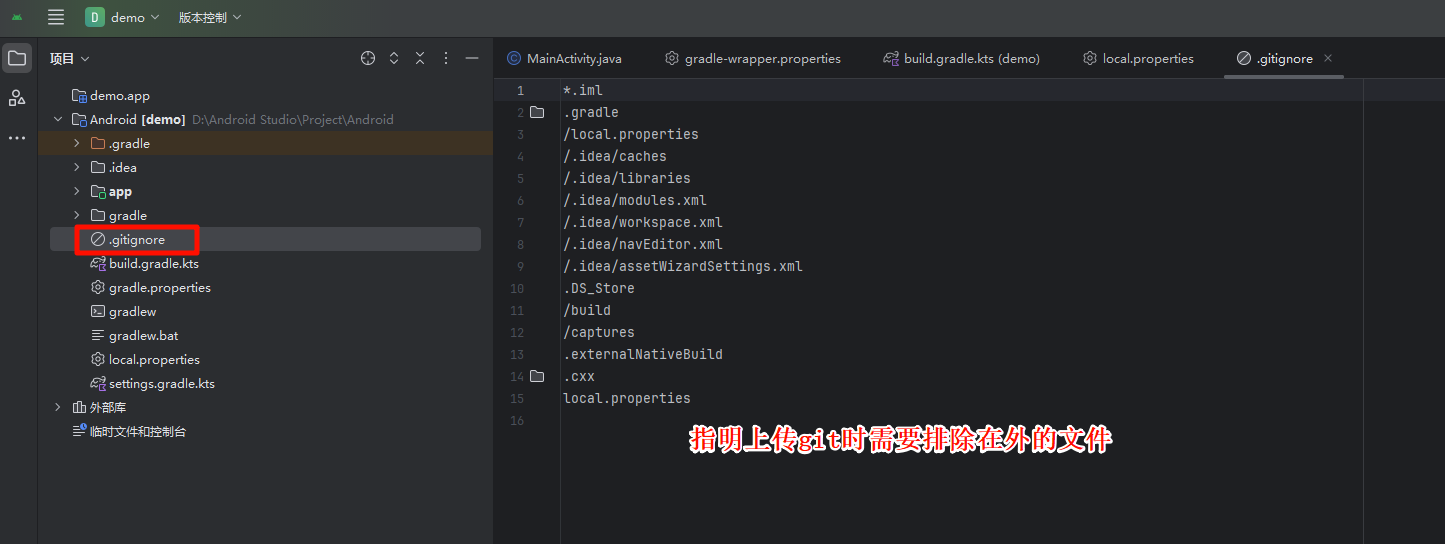 D demo 版本控制
项目
MainActivity.java gradle-wrapper.properties build.gradle.kts (demo) local.properties .gitignore
demo.app
Android [demo] D:\Android Studio\Project\Android
.gradle
.idea
app
gradle
.gitignore
build.gradle.kts
gradle.properties
gradlew
gradlew.bat
local.properties
settings.gradle.kts
外部库
临时文件和控制台
1 *.iml
2 .gradle
3 /local.properties
4 /.idea/caches
5 /.idea/libraries
6 /.idea/modules.xml
7 /.idea/workspace.xml
8 /.idea/navEditor.xml
9 /.idea/assetWizardSettings.xml
10 .DS_Store
11 /build
12 /captures
13 .externalNativeBuild
14 .cxx
15 local.properties
16
指明上传git时需要排除在外的文件